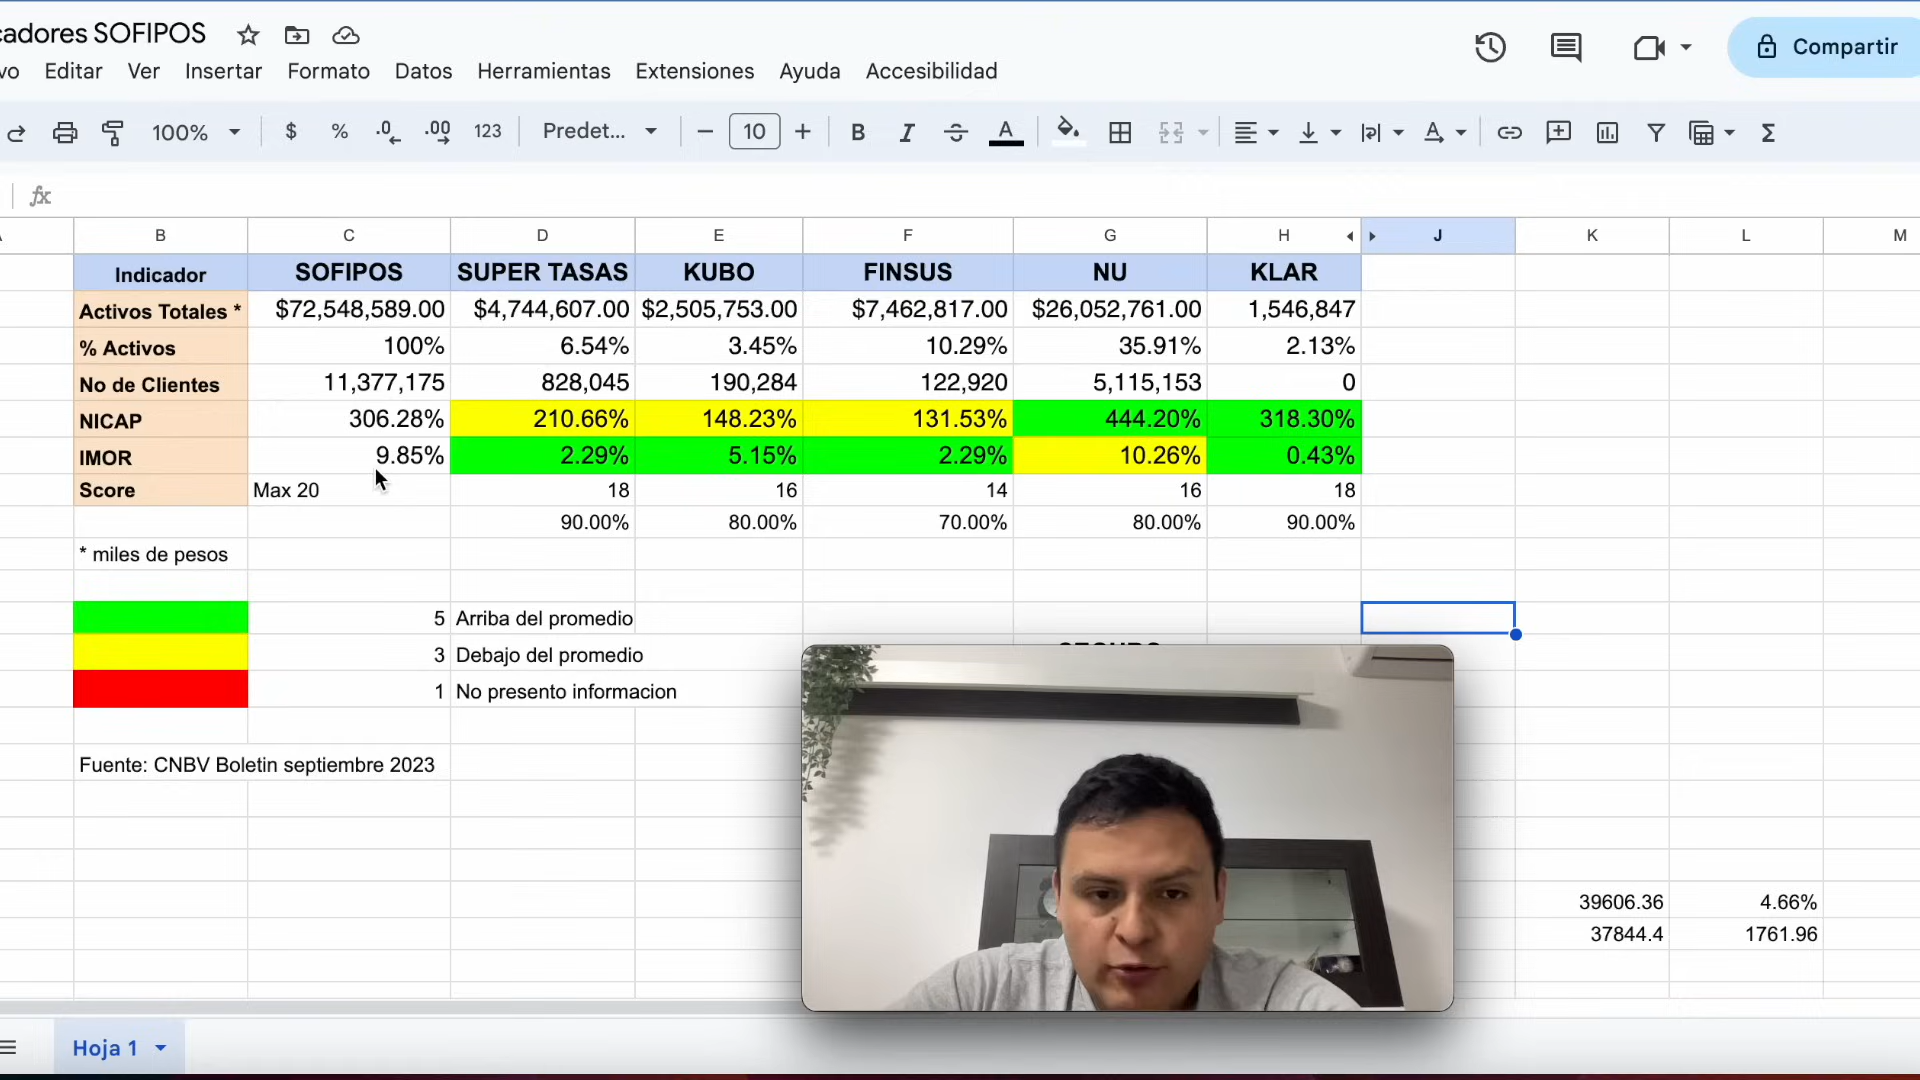 cadores SOFIPOS
vo Editar Ver Insertar Formato Datos Herramientas Extensiones Ayuda Accesibilidad
Compartir
100% $ % .0 .00 123 Predet... − 10 + B I A
fx
B C D E F G H J K L M
Indicador SOFIPOS SUPER TASAS KUBO FINSUS NU KLAR
Activos Totales * $72,548,589.00 $4,744,607.00 $2,505,753.00 $7,462,817.00 $26,052,761.00 1,546,847
% Activos 100% 6.54% 3.45% 10.29% 35.91% 2.13%
No de Clientes 11,377,175 828,045 190,284 122,920 5,115,153 0
NICAP 306.28% 210.66% 148.23% 131.53% 444.20% 318.30%
IMOR 9.85% 2.29% 5.15% 2.29% 10.26% 0.43%
Score Max 20 18 16 14 16 18
90.00% 80.00% 70.00% 80.00% 90.00%
* miles de pesos
5 Arriba del promedio
3 Debajo del promedio
1 No presento informacion
Fuente: CNBV Boletin septiembre 2023
39606.36 4.66%
37844.4 1761.96
Hoja 1